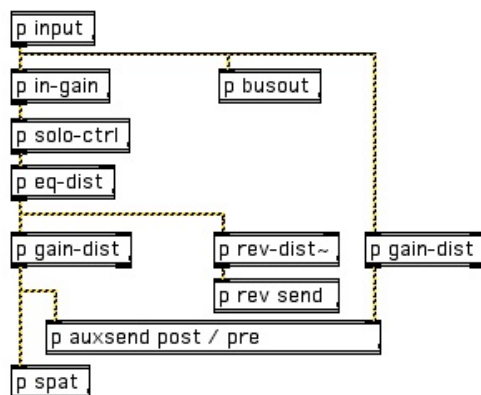 p input
p in-gain
p busout
p solo-ctrl
p eq-dist
p gain-dist
p rev-dist~
p gain-dist
p rev send
p auxsend post / pre
p spat